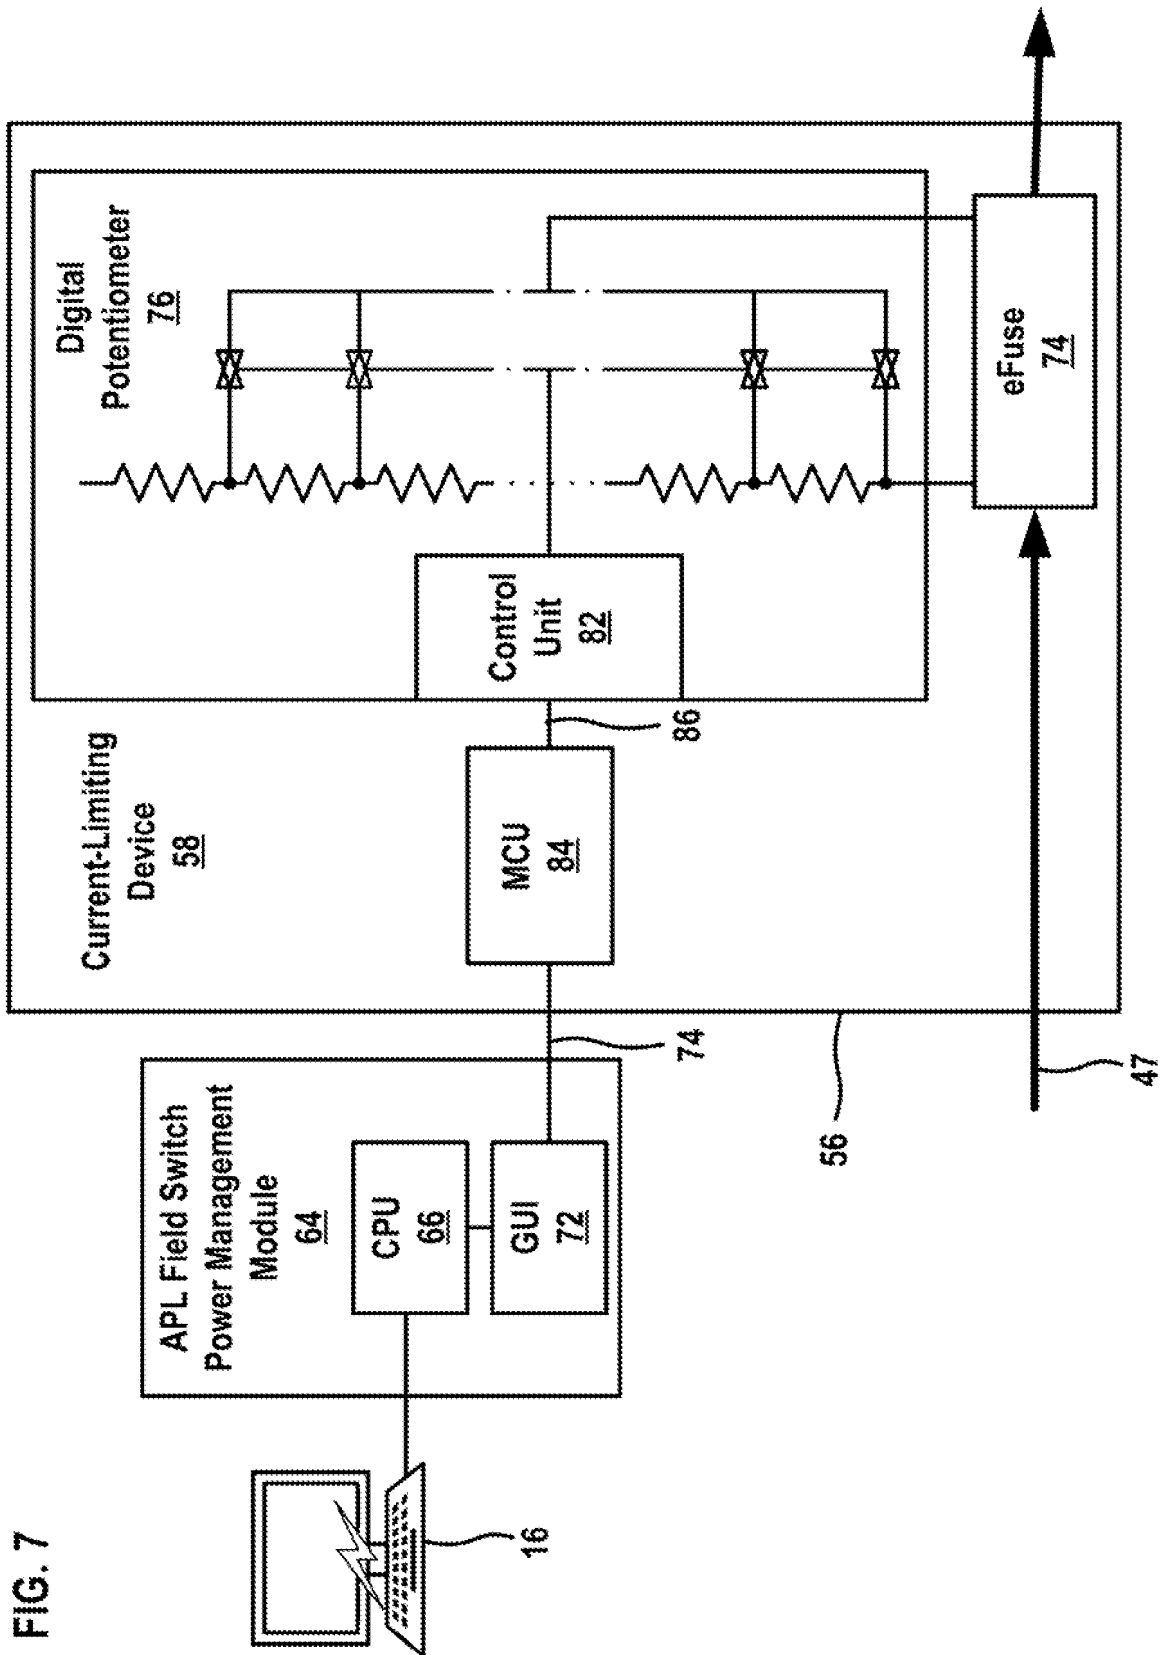 FIG. 7
16
APL Field Switch
Power Management
Module
64
CPU
66
GUI
72
74
56
47
Current-Limiting
Device
58
MCU
84
86
Digital
Potentiometer
76
Control
Unit
82
eFuse
74